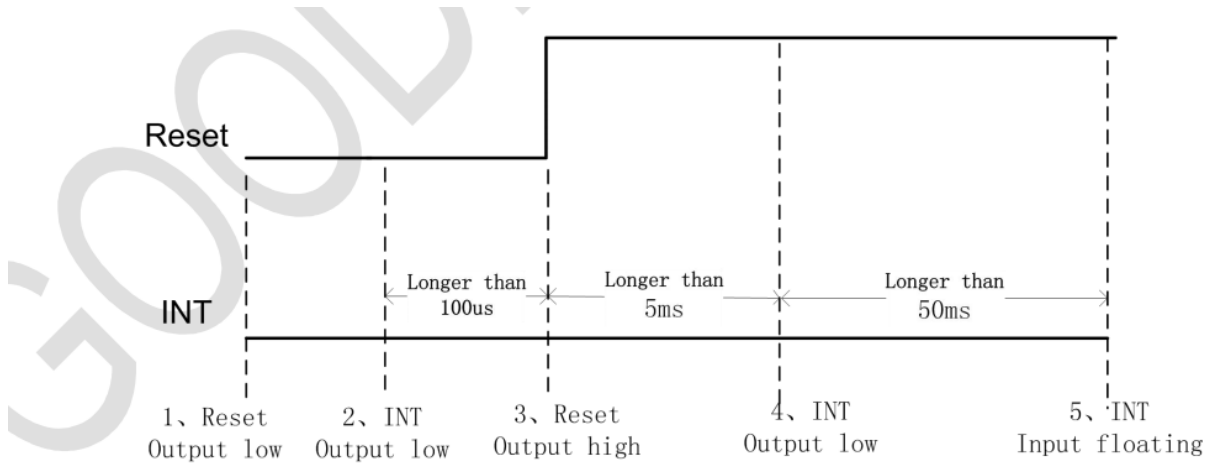 GOOD
Reset
Longer than
100us
Longer than
5ms
Longer than
50ms
INT
1、Reset
Output low
2、INT
Output low
3、Reset
Output high
4、INT
Output low
5、INT
Input floating